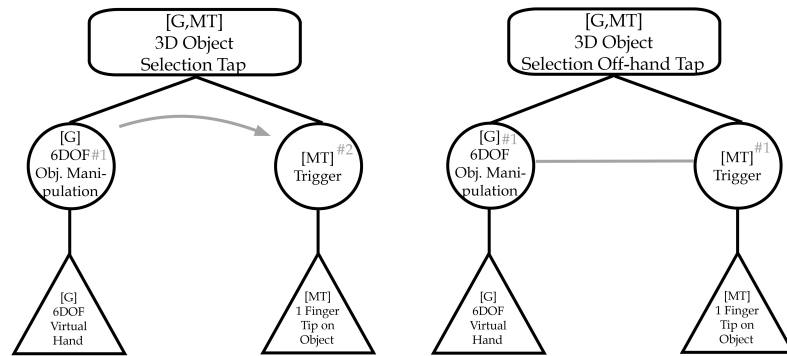 [G,MT]
3D Object
Selection Tap
[G]
6DOF #1
Obj. Mani-
pulation
[MT] #2
Trigger
[G]
6DOF
Virtual
Hand
[MT]
1 Finger
Tip on
Object
[G,MT]
3D Object
Selection Off-hand Tap
[G] #1
6DOF
Obj. Mani-
pulation
[MT] #1
Trigger
[G]
6DOF
Virtual
Hand
[MT]
1 Finger
Tip on
Object